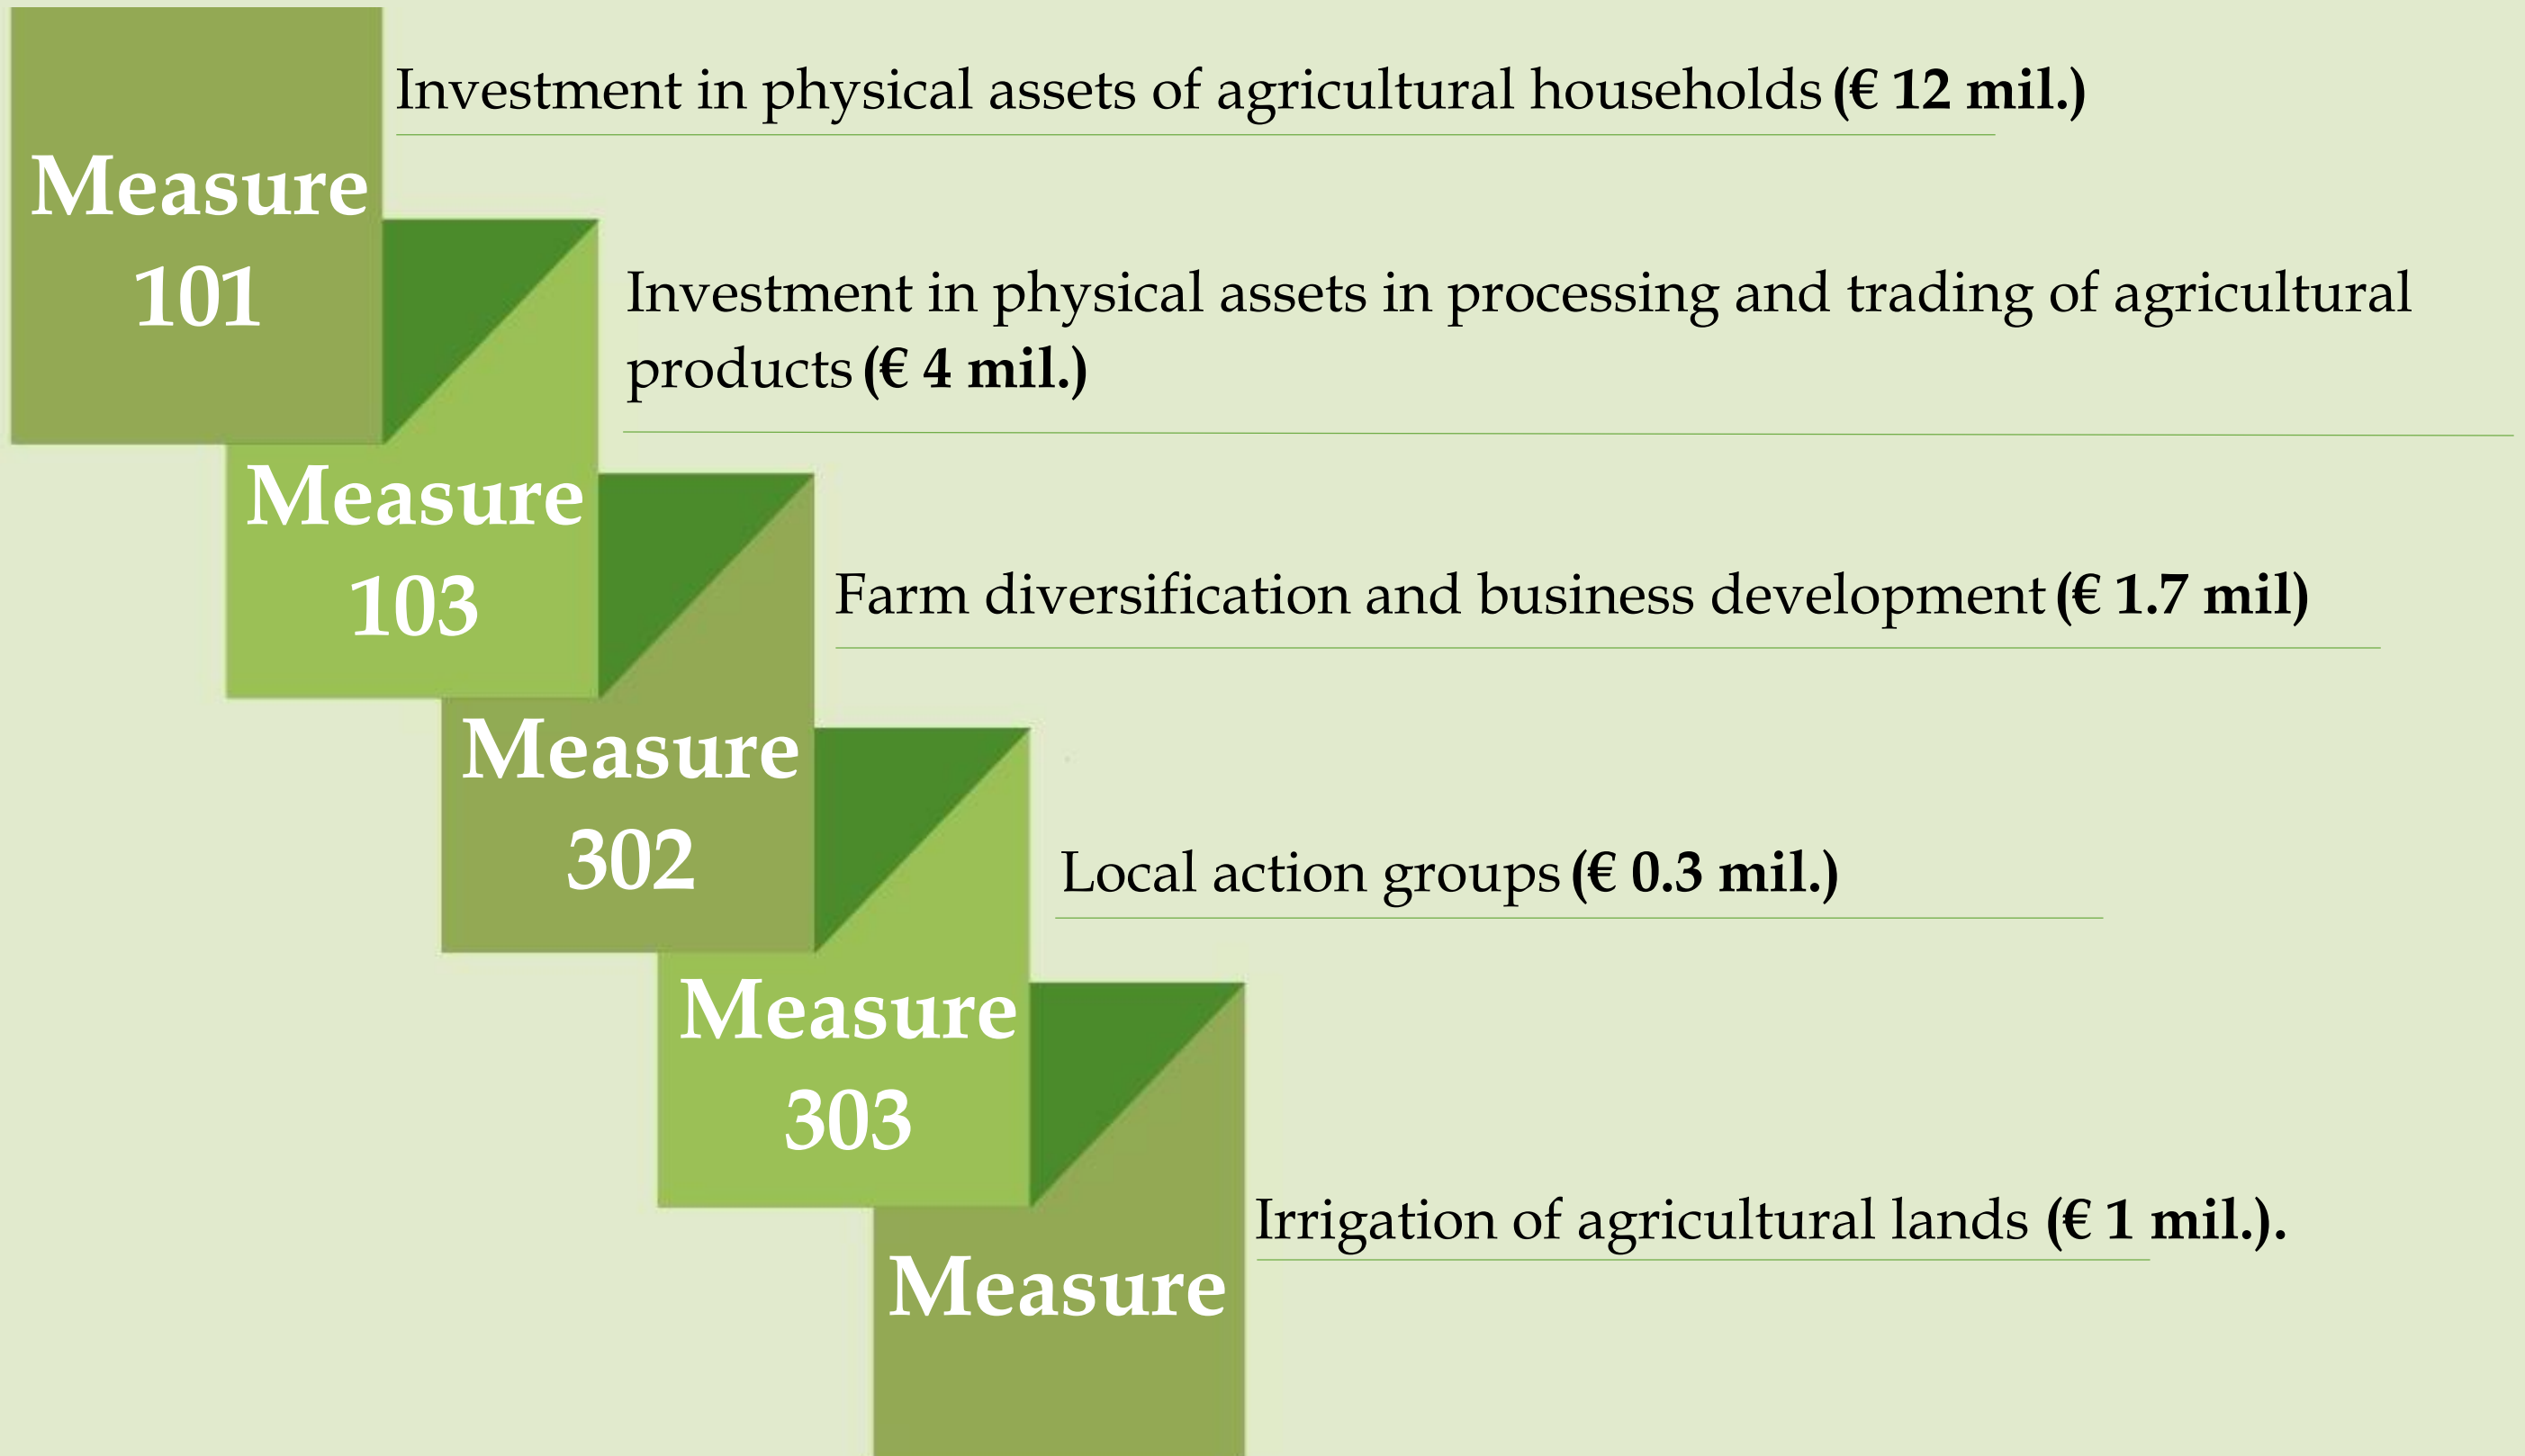 Investment in physical assets of agricultural households (€ 12 mil.)
Measure
101
Investment in physical assets in processing and trading of agricultural
products (€ 4 mil.)
Measure
103
Farm diversification and business development (€ 1.7 mil)
Measure
302
Local action groups (€ 0.3 mil.)
Measure
303
Irrigation of agricultural lands (€ 1 mil.).
Measure